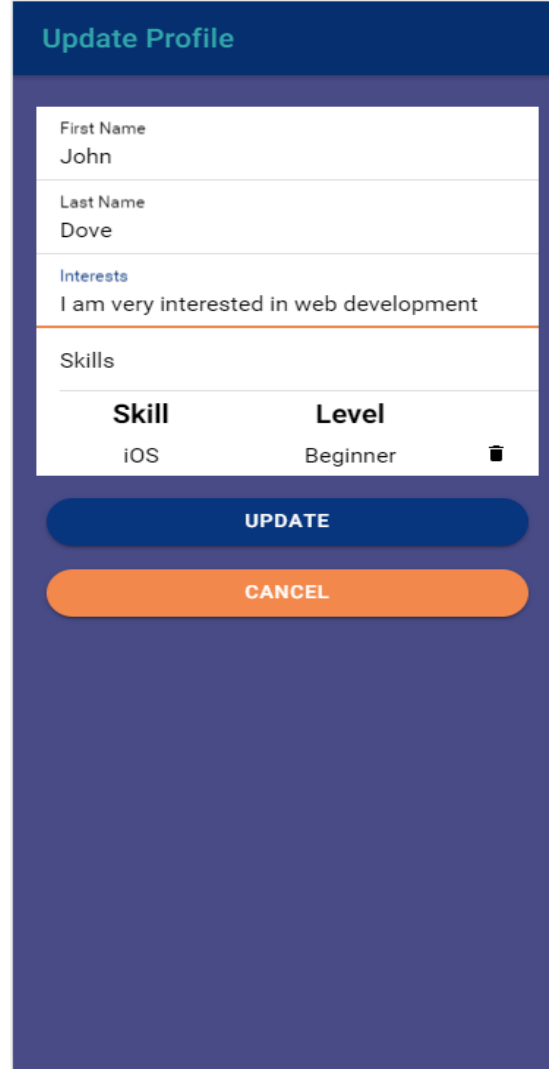 Update Profile
First Name
John
Last Name
Dove
Interests
I am very interested in web development
Skills
Skill Level
iOS Beginner
UPDATE
CANCEL